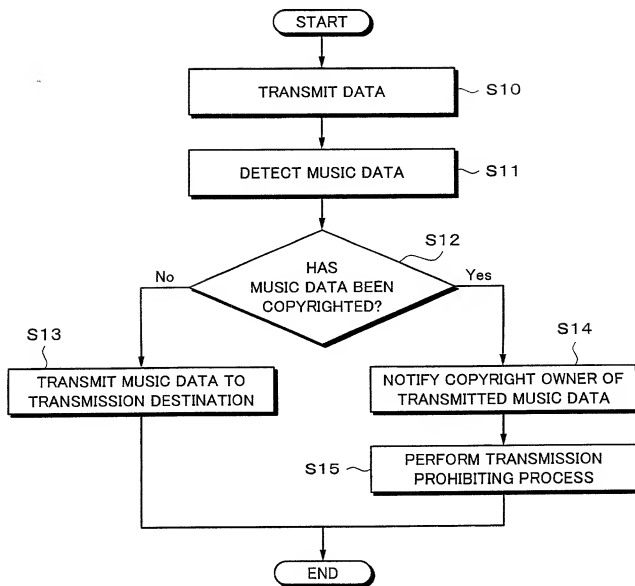 START
TRANSMIT DATA
S10
DETECT MUSIC DATA
S11
S12
HAS
MUSIC DATA BEEN
COPYRIGHTED?
No
Yes
S13
TRANSMIT MUSIC DATA TO
TRANSMISSION DESTINATION
S14
NOTIFY COPYRIGHT OWNER OF
TRANSMITTED MUSIC DATA
S15
PERFORM TRANSMISSION
PROHIBITING PROCESS
END